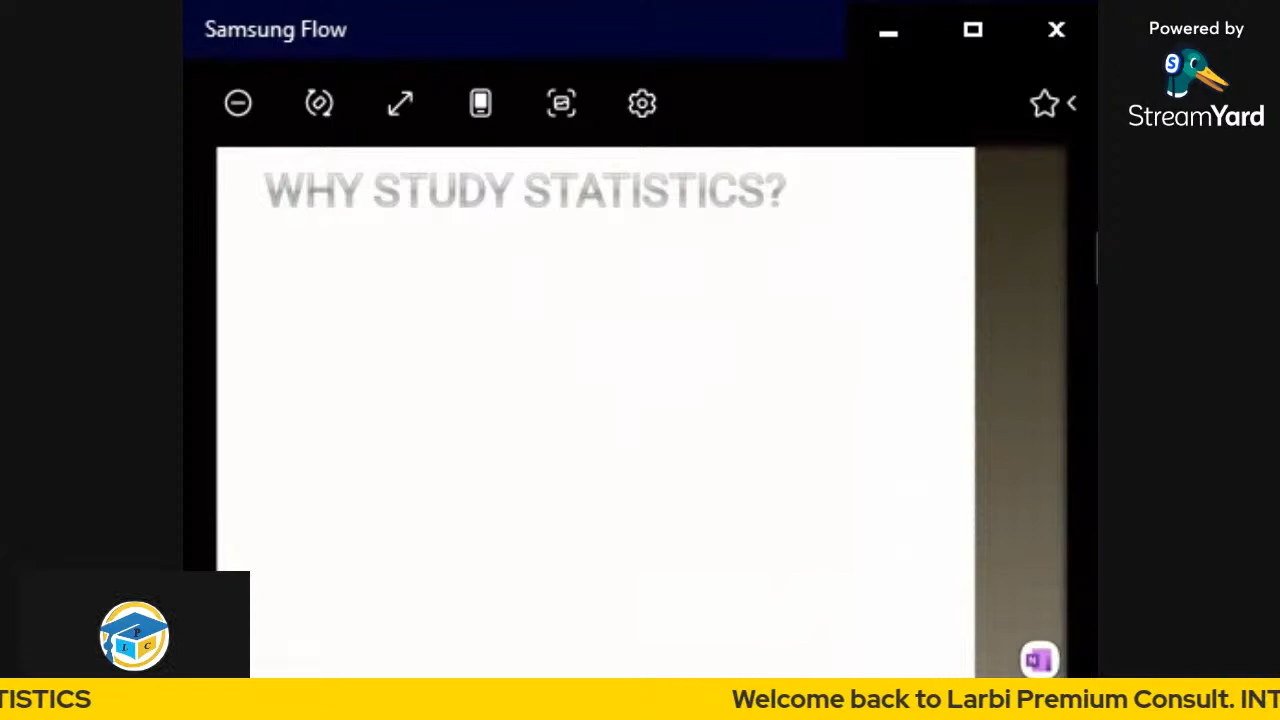 Samsung Flow
Powered by
StreamYard
WHY STUDY STATISTICS?
P
L C
N
TISTICS
Welcome back to Larbi Premium Consult. INT